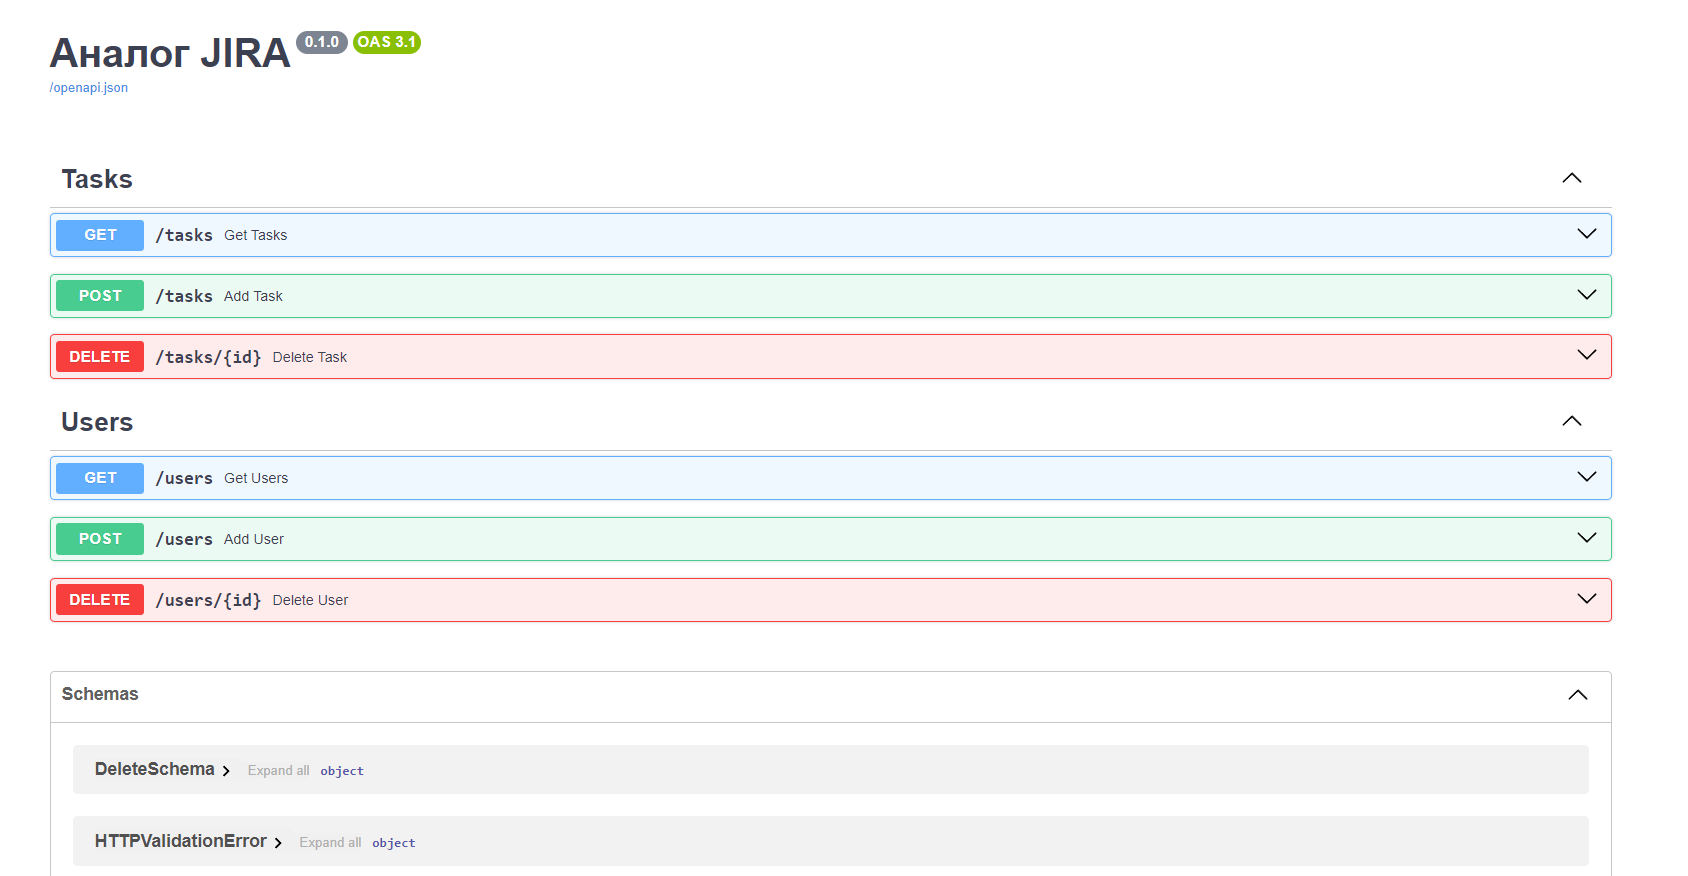 Аналог JIRA 0.1.0 OAS 3.1
/openapi.json
Tasks
GET /tasks Get Tasks
POST /tasks Add Task
DELETE /tasks/{id} Delete Task
Users
GET /users Get Users
POST /users Add User
DELETE /users/{id} Delete User
Schemas
DeleteSchema Expand all object
HTTPValidationError Expand all object